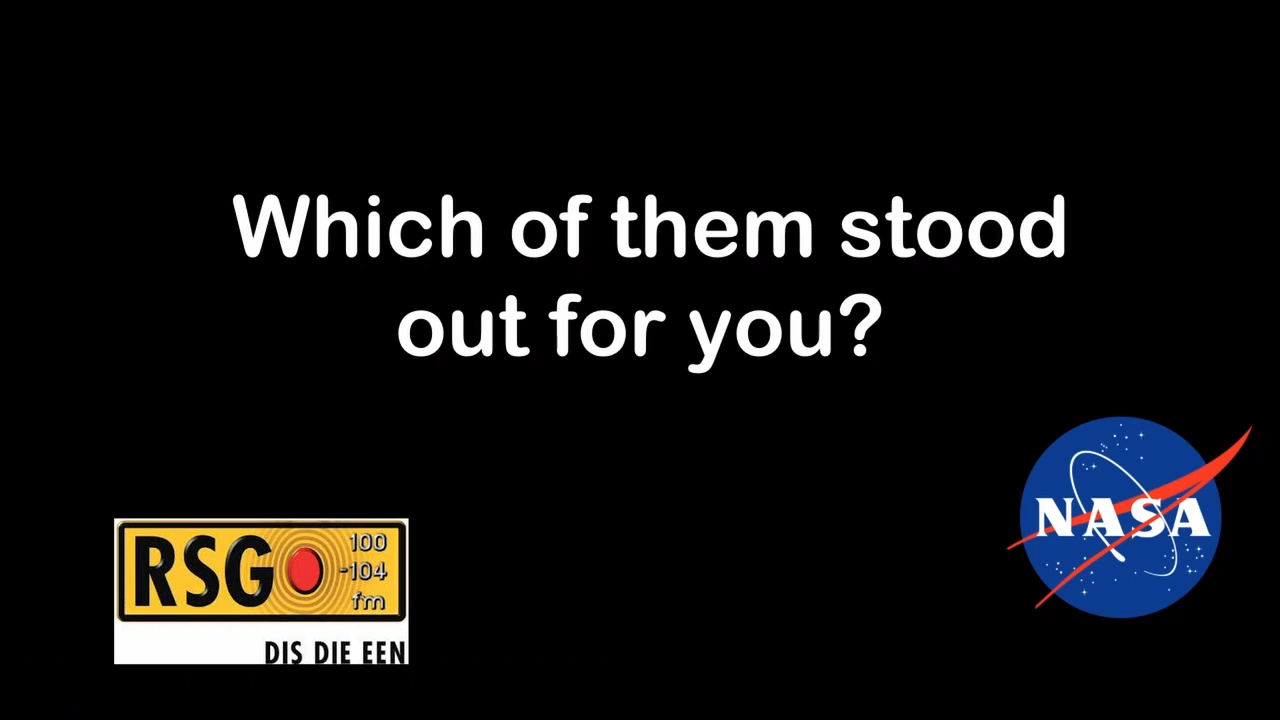 Which of them stood
out for you?
NASA
RSG
100
-104
fm
DIS DIE EEN